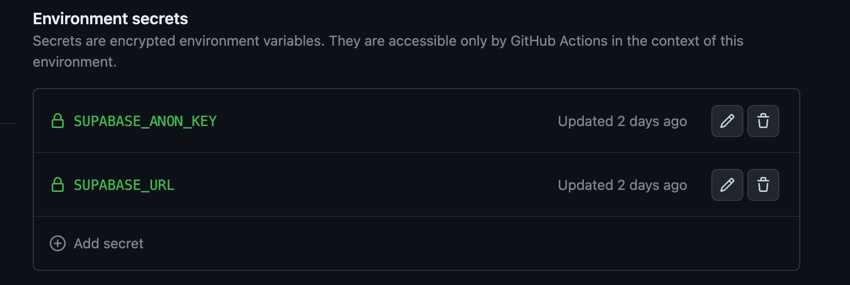 Environment secrets
Secrets are encrypted environment variables. They are accessible only by GitHub Actions in the context of this
environment.
SUPABASE_ANON_KEY Updated 2 days ago
SUPABASE_URL Updated 2 days ago
Add secret